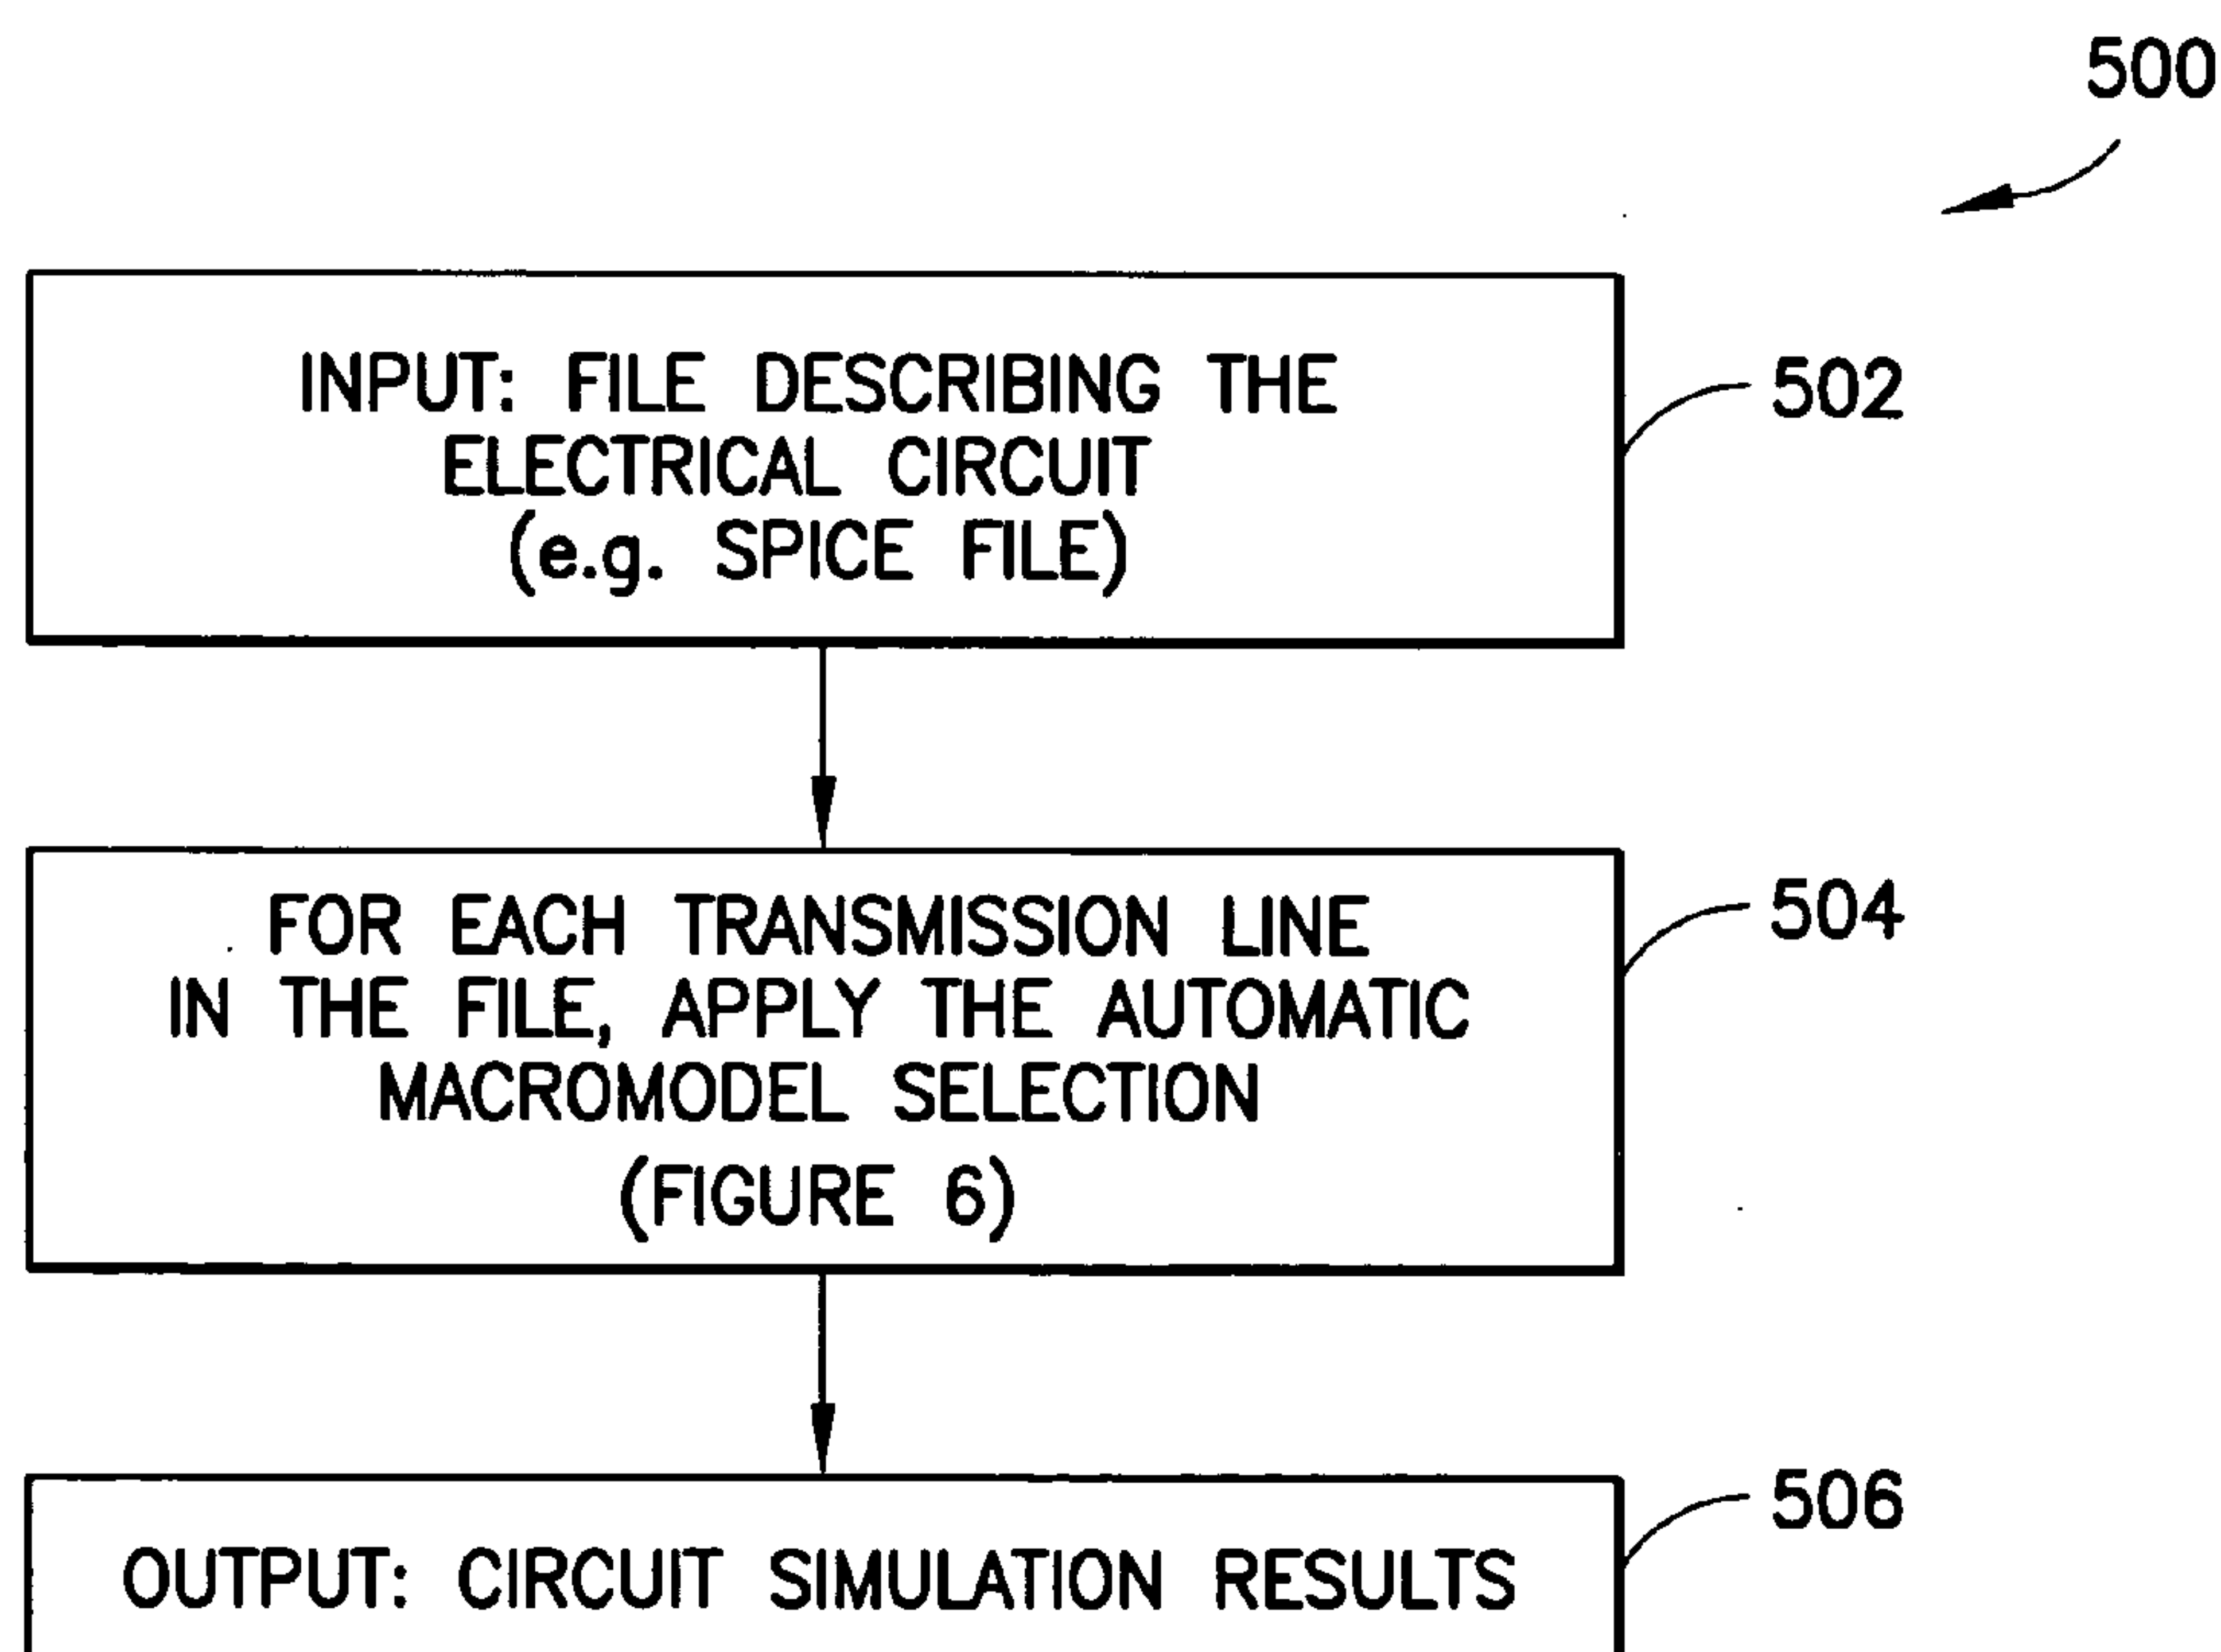 500
INPUT: FILE DESCRIBING THE
ELECTRICAL CIRCUIT
(e.g. SPICE FILE)
502
FOR EACH TRANSMISSION LINE
IN THE FILE, APPLY THE AUTOMATIC
MACROMODEL SELECTION
(FIGURE 6)
504
OUTPUT: CIRCUIT SIMULATION RESULTS
506